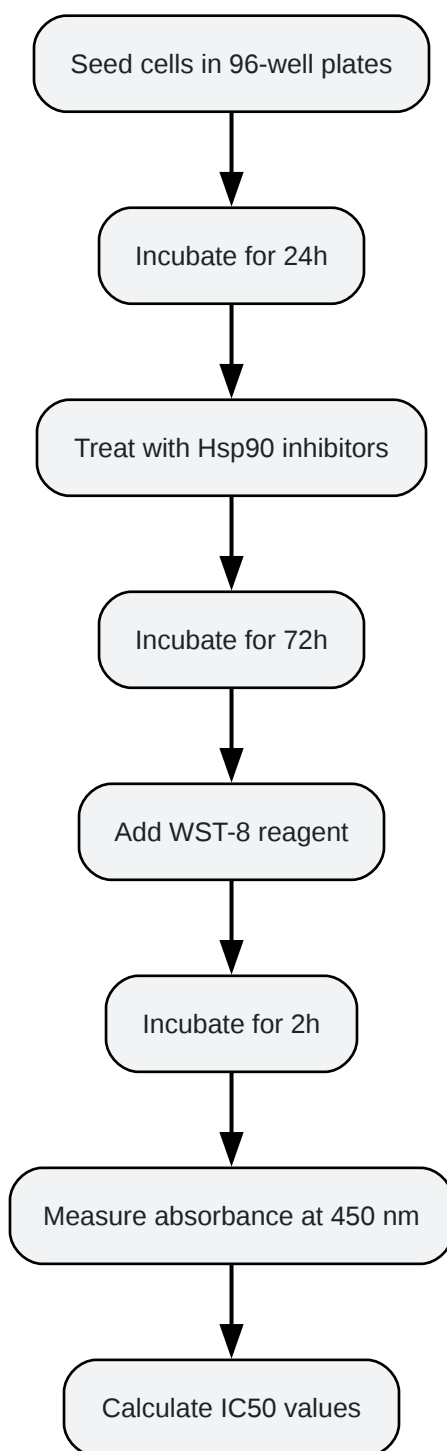 Seed cells in 96-well plates
Incubate for 24h
Treat with Hsp90 inhibitors
Incubate for 72h
Add WST-8 reagent
Incubate for 2h
Measure absorbance at 450 nm
Calculate IC50 values